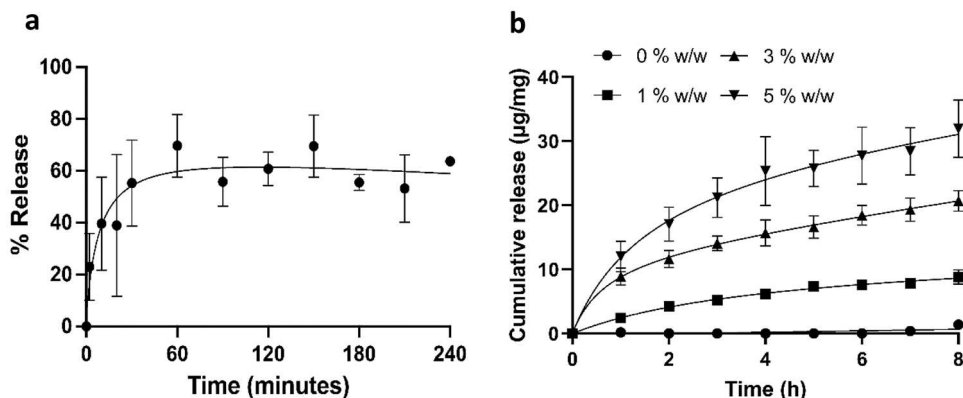 a
% Release
100
80
60
40
20
0
0 60 120 180 240
Time (minutes)
b
0 % w/w 3 % w/w
1 % w/w 5 % w/w
Cumulative release (µg/mg)
40
30
20
10
0
0 2 4 6 8
Time (h)